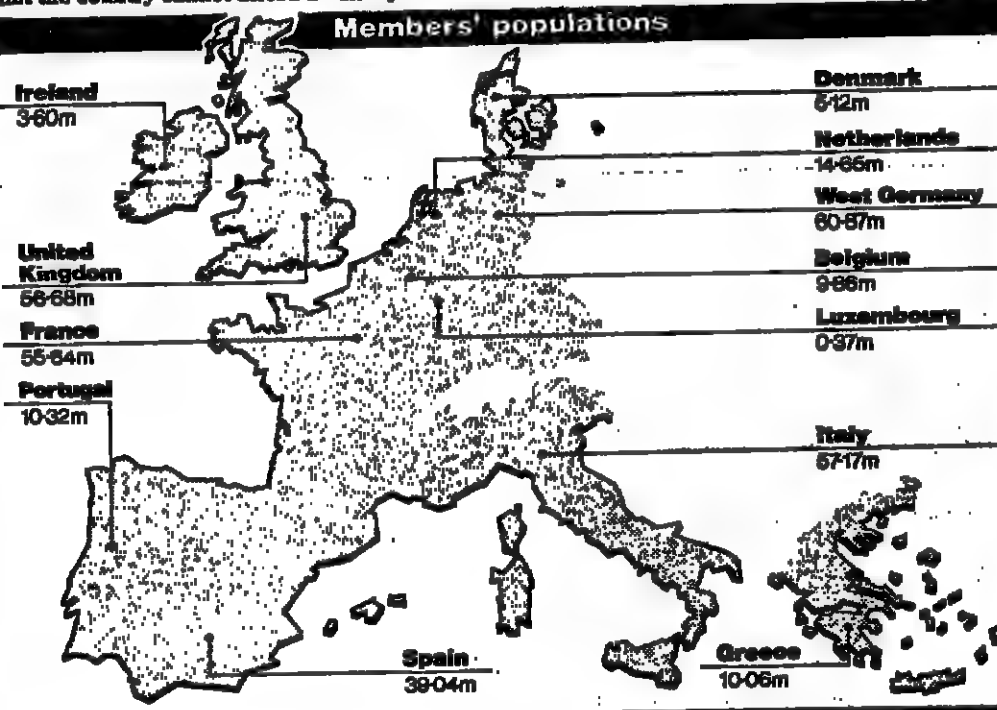 Members' populations
Ireland
3·60m
United
Kingdom
56·68m
France
55·64m
Portugal
10·32m
Denmark
5·12m
Netherlands
14·65m
West Germany
60·87m
Belgium
9·86m
Luxembourg
0·37m
Italy
57·17m
Spain
39·04m
Greece
10·06m